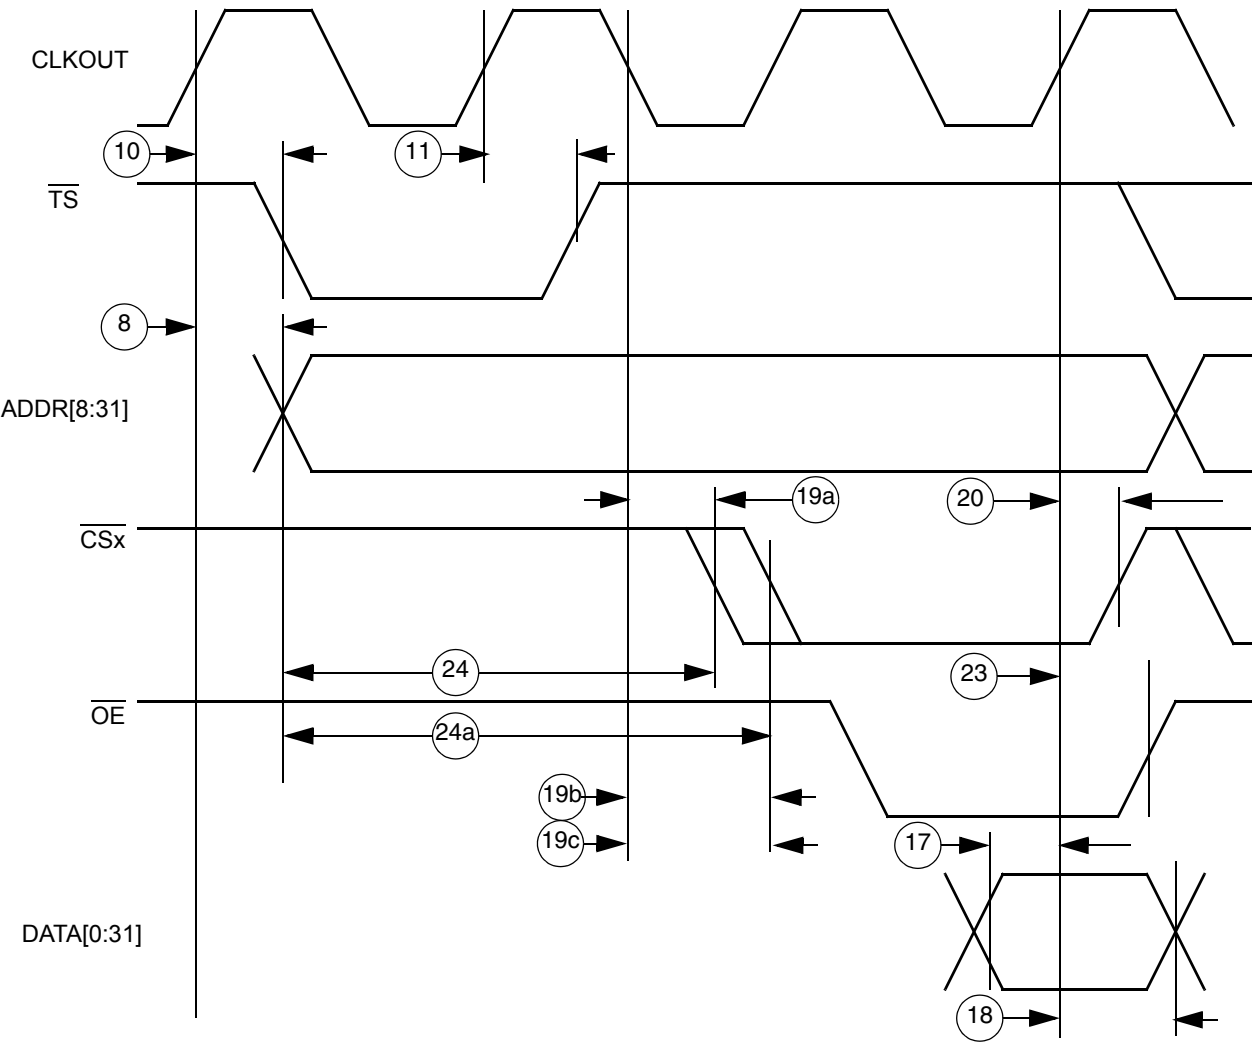 CLKOUT
10
11
TS
8
ADDR[8:31]
19a
20
CSx
24
23
OE
24a
19b
19c
17
DATA[0:31]
18